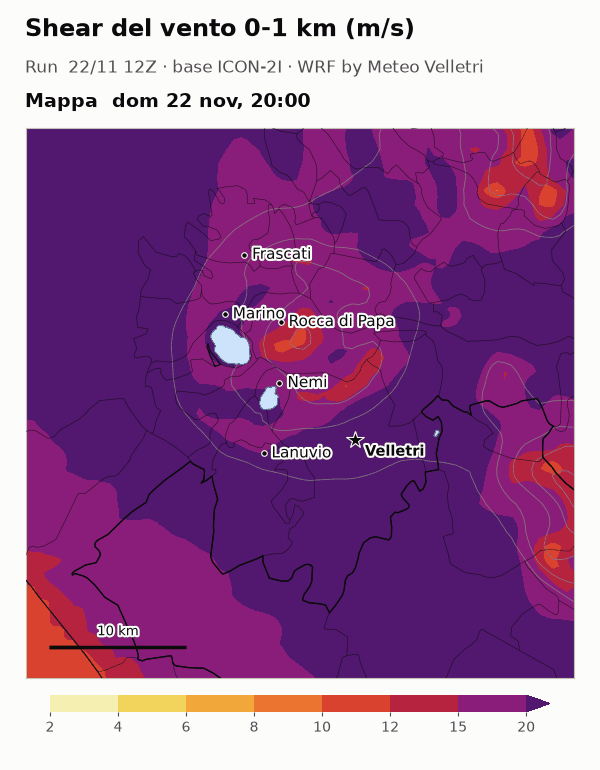 Shear del vento 0-1 km (m/s)
Run  22/11 12Z · base ICON-2I · WRF by Meteo Velletri
Mappa  dom 22 nov, 20:00
Frascati
Marino
Rocca di Papa
Nemi
Velletri
Lanuvio
10 km
2 4 6 8 10 12 15 20